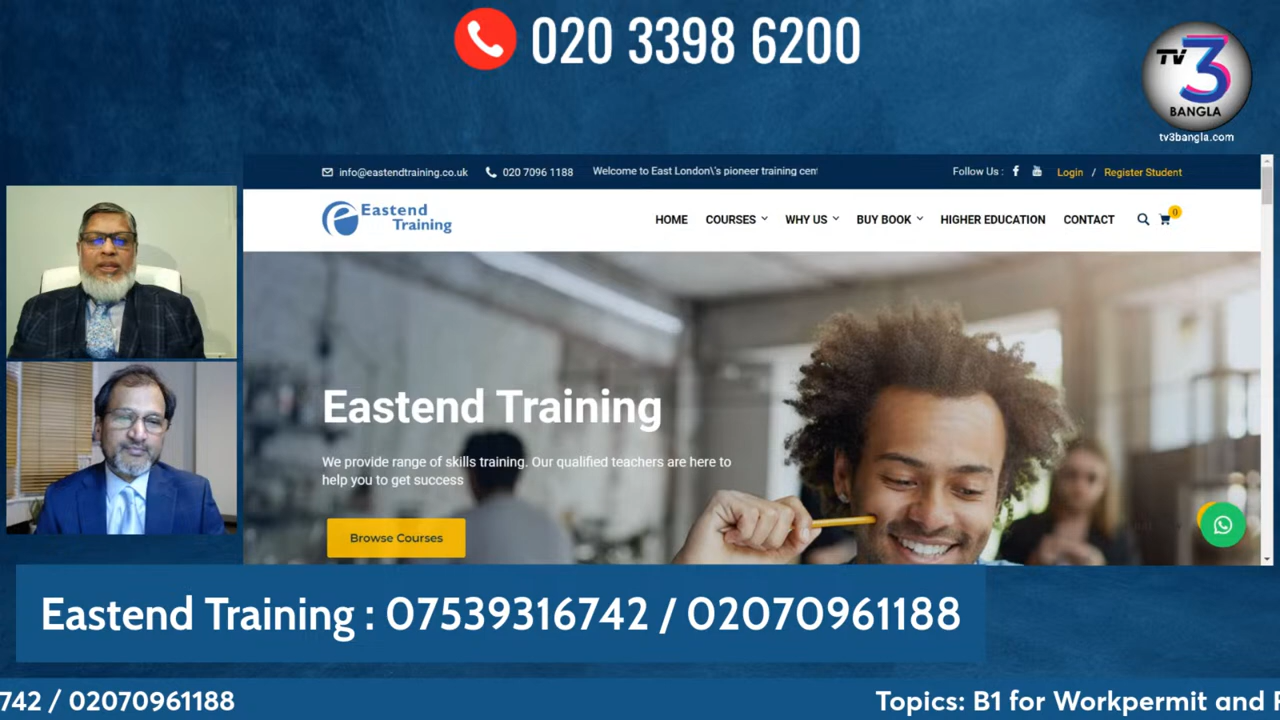 020 3398 6200
TV 3
BANGLA
tv3bangla.com
info@eastendtraining.co.uk 020 7096 1188 Welcome to East London\'s pioneer training cen Follow Us : Login / Register Student
Eastend
Training
HOME COURSES WHY US BUY BOOK HIGHER EDUCATION CONTACT 0
Eastend Training
We provide range of skills training. Our qualified teachers are here to
help you to get success
Browse Courses
Eastend Training : 07539316742 / 02070961188
742 / 02070961188 Topics: B1 for Workpermit and